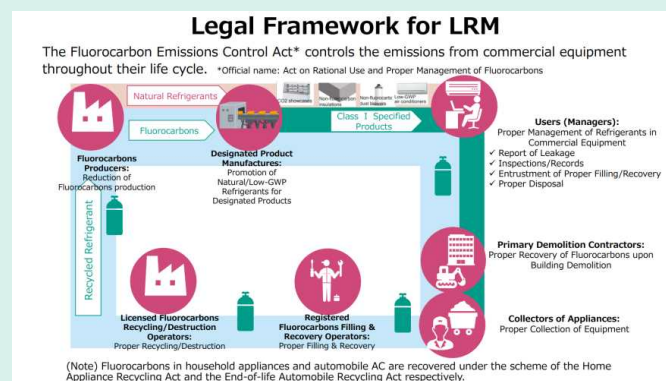 Legal Framework for LRM
The Fluorocarbon Emissions Control Act* controls the emissions from commercial equipment
throughout their life cycle. *Official name: Act on Rational Use and Proper Management of Fluorocarbons
Natural Refrigerants
Fluorocarbons
CO2 showcases
Low-GWP
air conditioners
Class I Specified
Products
Fluorocarbons
Producers:
Reduction of
Fluorocarbons production
Designated Product
Manufactures:
Promotion of
Natural/Low-GWP
Refrigerants for
Designated Products
Users (Managers):
Proper Management of Refrigerants in
Commercial Equipment
✓ Report of Leakage
✓ Inspections/Records
✓ Entrustment of Proper Filling/Recovery
✓ Proper Disposal
Recycled Refrigerant
Primary Demolition Contractors:
Proper Recovery of Fluorocarbons upon
Building Demolition
Licensed Fluorocarbons
Recycling/Destruction
Operators:
Proper Recycling/Destruction
Registered
Fluorocarbons Filling &
Recovery Operators:
Proper Filling & Recovery
Collectors of Appliances:
Proper Collection of Equipment
(Note) Fluorocarbons in household appliances and automobile AC are recovered under the scheme of the Home
Appliance Recycling Act and the End-of-life Automobile Recycling Act respectively.